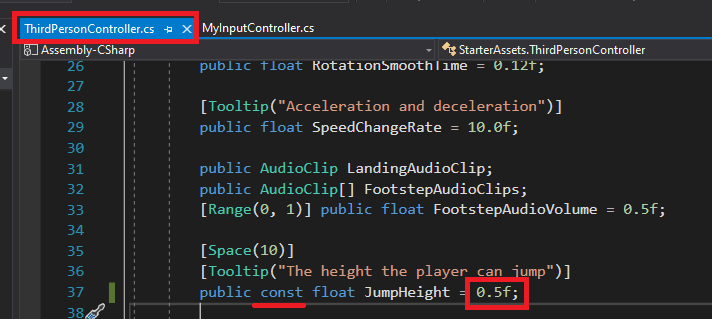 ThirdPersonController.cs
MyInputController.cs
Assembly-CSharp
StarterAssets.ThirdPersonController
26 public float RotationSmoothTime = 0.12f;
27
28 [Tooltip("Acceleration and deceleration")]
29 public float SpeedChangeRate = 10.0f;
30
31 public AudioClip LandingAudioClip;
32 public AudioClip[] FootstepAudioClips;
33 [Range(0, 1)] public float FootstepAudioVolume = 0.5f;
34
35 [Space(10)]
36 [Tooltip("The height the player can jump")]
37 public const float JumpHeight = 0.5f;
38